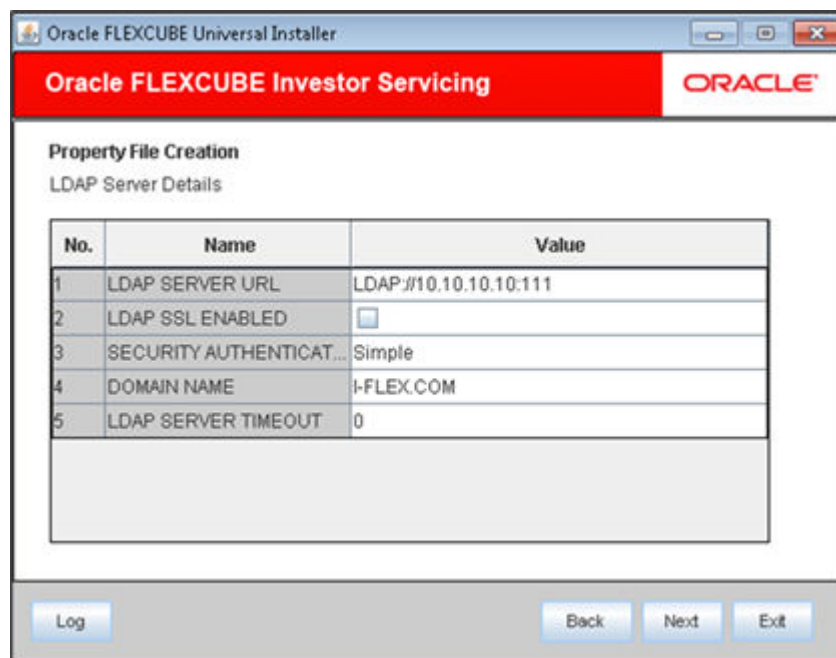 Oracle FLEXCUBE Universal Installer
Oracle FLEXCUBE Investor Servicing
ORACLE
Property File Creation
LDAP Server Details
No. Name Value
1 LDAP SERVER URL LDAP://10.10.10.10:111
2 LDAP SSL ENABLED
3 SECURITY AUTHENTICAT... Simple
4 DOMAIN NAME I-FLEX.COM
5 LDAP SERVER TIMEOUT 0
Log Back Next Exit